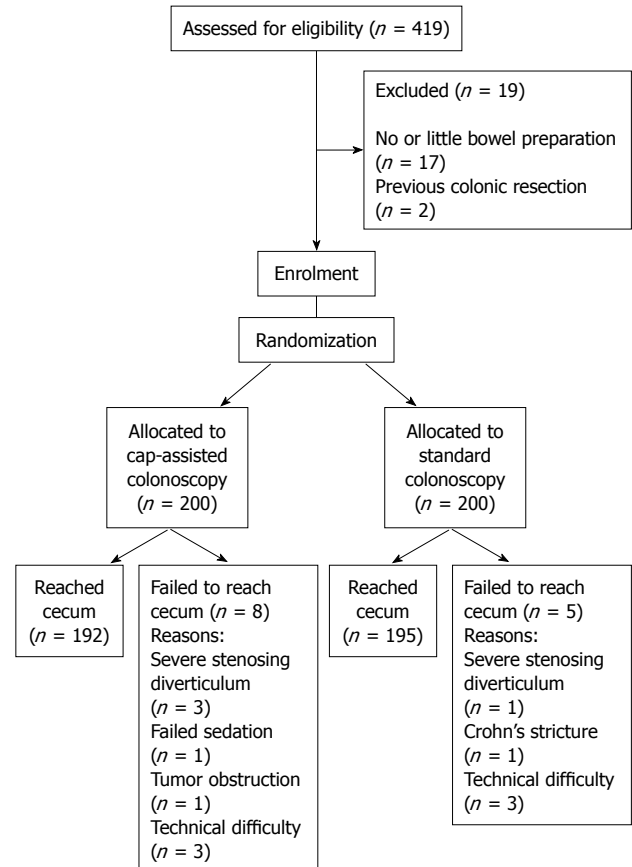 Assessed for eligibility (n = 419)
Excluded (n = 19)
No or little bowel preparation
(n = 17)
Previous colonic resection
(n = 2)
Enrolment
Randomization
Allocated to
cap-assisted
colonoscopy
(n = 200)
Allocated to
standard
colonoscopy
(n = 200)
Reached
cecum
(n = 192)
Failed to reach
cecum (n = 8)
Reasons:
Severe stenosing
diverticulum
(n = 3)
Failed sedation
(n = 1)
Tumor obstruction
(n = 1)
Technical difficulty
(n = 3)
Reached
cecum
(n = 195)
Failed to reach
cecum (n = 5)
Reasons:
Severe stenosing
diverticulum
(n = 1)
Crohn's stricture
(n = 1)
Technical difficulty
(n = 3)